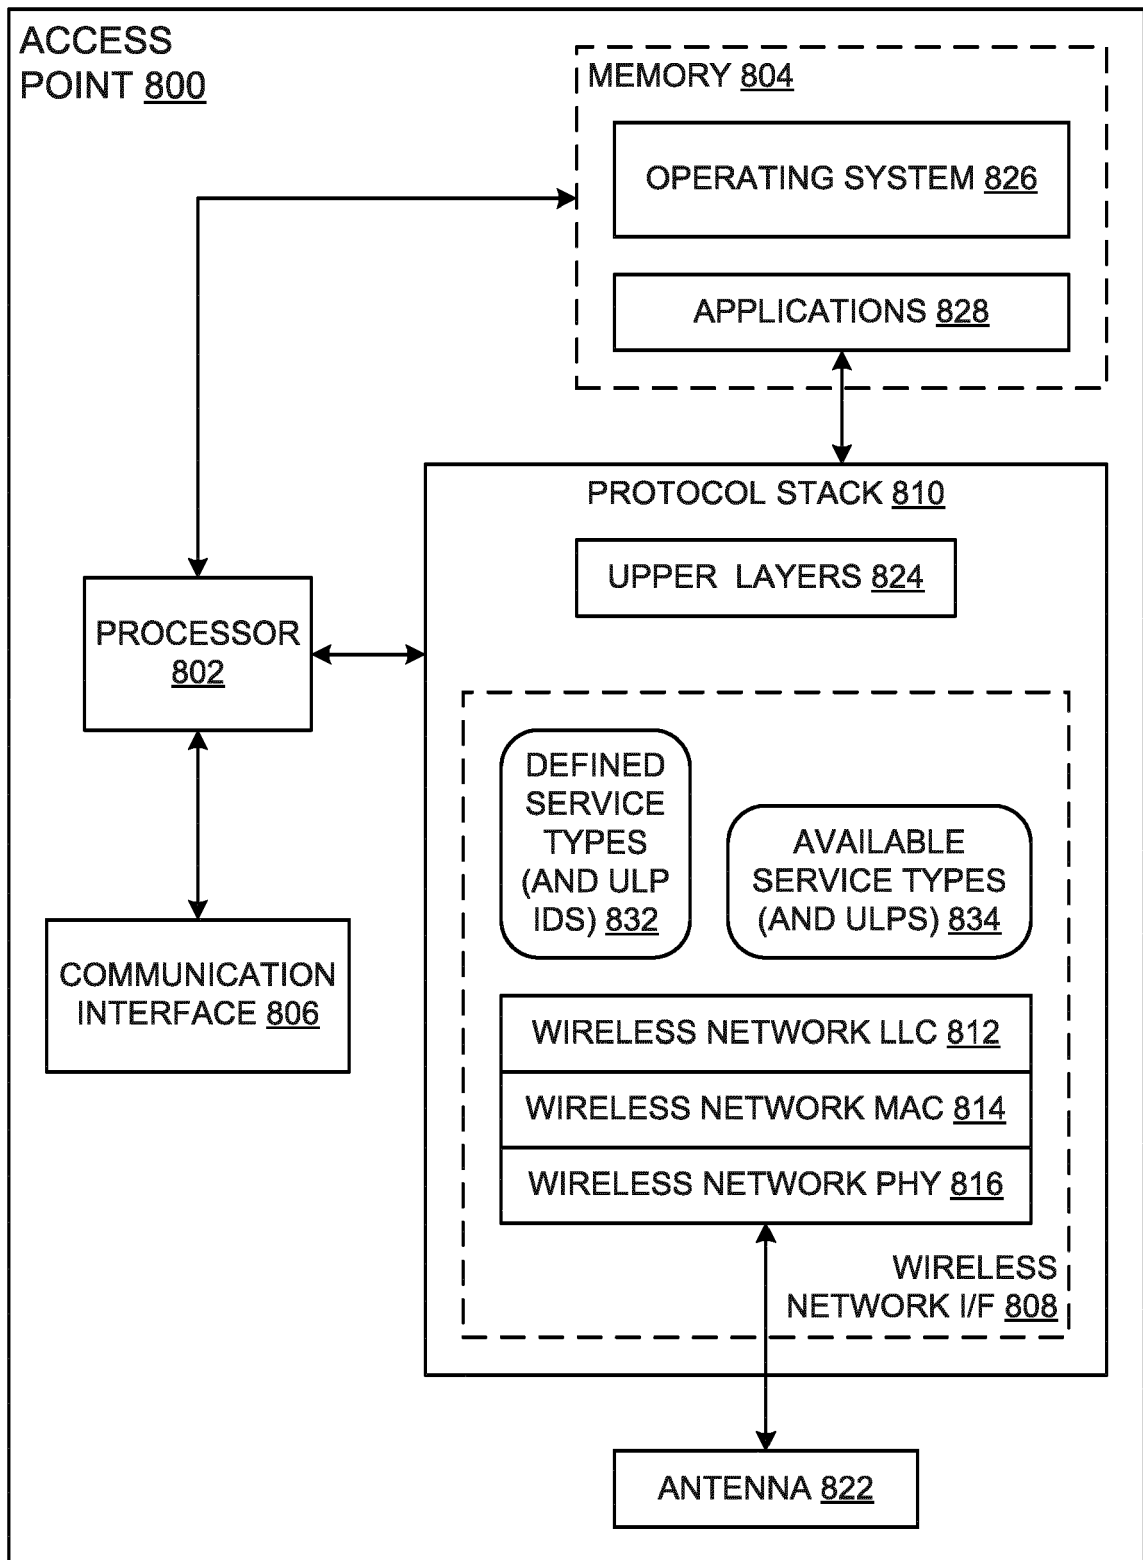 ACCESS
POINT 800
MEMORY 804
OPERATING SYSTEM 826
APPLICATIONS 828
PROTOCOL STACK 810
UPPER LAYERS 824
PROCESSOR
802
DEFINED
SERVICE
TYPES
(AND ULP
IDS) 832
AVAILABLE
SERVICE TYPES
(AND ULPS) 834
COMMUNICATION
INTERFACE 806
WIRELESS NETWORK LLC 812
WIRELESS NETWORK MAC 814
WIRELESS NETWORK PHY 816
WIRELESS
NETWORK I/F 808
ANTENNA 822